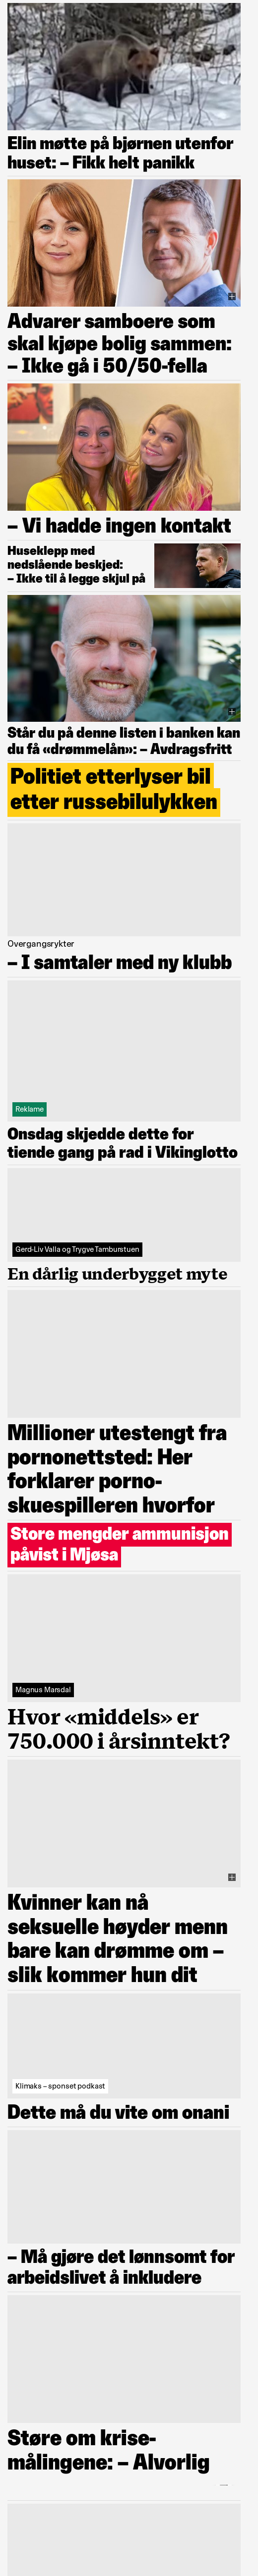 Elin møtte på bjørnen utenfor
huset: – Fikk helt panikk
Advarer samboere som
skal kjøpe bolig sammen:
– Ikke gå i 50/50-fella
– Vi hadde ingen kontakt
Huseklepp med
nedslående beskjed:
– Ikke til å legge skjul på
Står du på denne listen i banken kan
du få «drømmelån»: – Avdragsfritt
Politiet etterlyser bil
etter russebilulykken
Overgangsrykter
– I samtaler med ny klubb
Reklame
Onsdag skjedde dette for
tiende gang på rad i Vikinglotto
Gerd-Liv Valla og Trygve Tamburstuen
En dårlig underbygget myte
Millioner utestengt fra
pornonettsted: Her
forklarer porno-
skuespilleren hvorfor
Store mengder ammunisjon
påvist i Mjøsa
Magnus Marsdal
Hvor «middels» er
750.000 i årsinntekt?
Kvinner kan nå
seksuelle høyder menn
bare kan drømme om –
slik kommer hun dit
Klimaks – sponset podkast
Dette må du vite om onani
– Må gjøre det lønnsomt for
arbeidslivet å inkludere
Støre om krise-
målingene: – Alvorlig